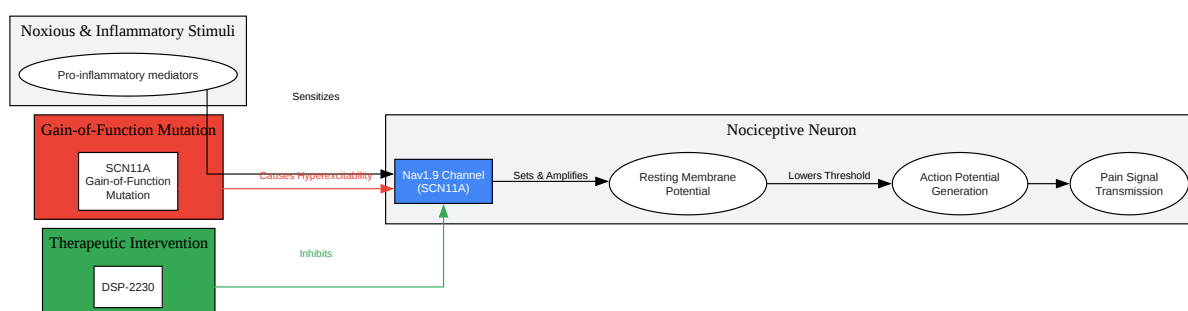 Noxious & Inflammatory Stimuli
Pro-inflammatory mediators
Sensitizes
Gain-of-Function Mutation
SCN11A
Gain-of-Function
Mutation
Causes Hyperexcitability
Nociceptive Neuron
Nav1.9 Channel
(SCN11A)
Sets & Amplifies
Resting Membrane
Potential
Lowers Threshold
Action Potential
Generation
Pain Signal
Transmission
Therapeutic Intervention
DSP-2230
Inhibits